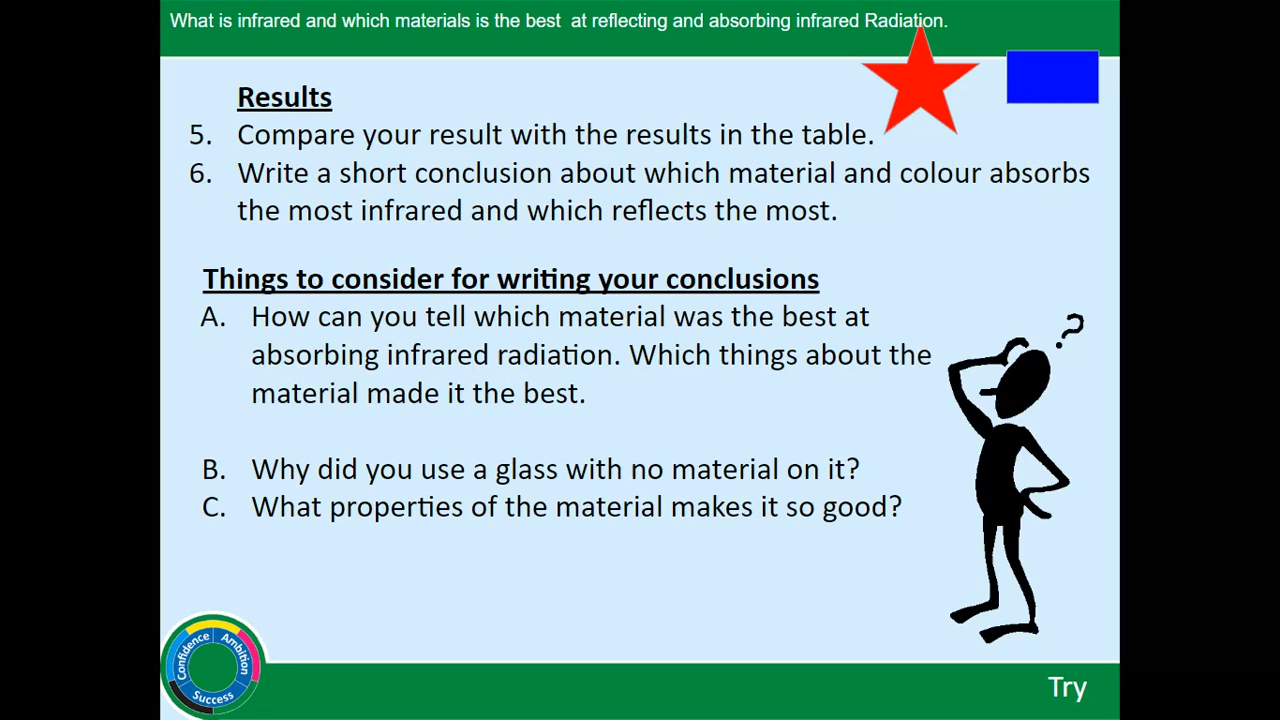 What is infrared and which materials is the best  at reflecting and absorbing infrared Radiation.
Results
5. Compare your result with the results in the table.
6. Write a short conclusion about which material and colour absorbs
the most infrared and which reflects the most.
Things to consider for writing your conclusions
A. How can you tell which material was the best at
absorbing infrared radiation. Which things about the
material made it the best.
?
B. Why did you use a glass with no material on it?
C. What properties of the material makes it so good?
Confidence
Ambition
Success
Try